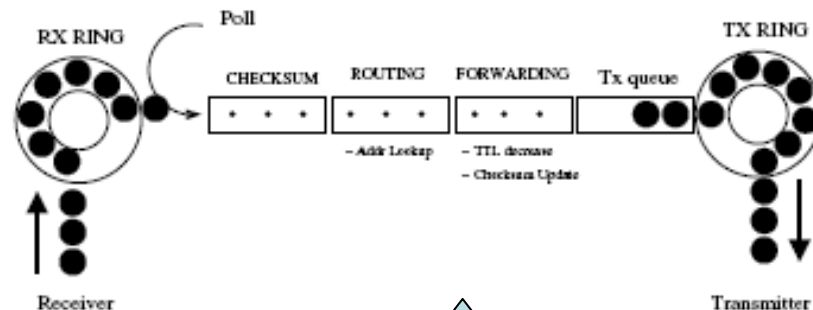 Poll
RX RING
TX RING
CHECKSUM
ROUTING
FORWARDING
Tx queue
– Addr Lookup
– TTL decrease
– Checksum Update
Receiver
Transmitter